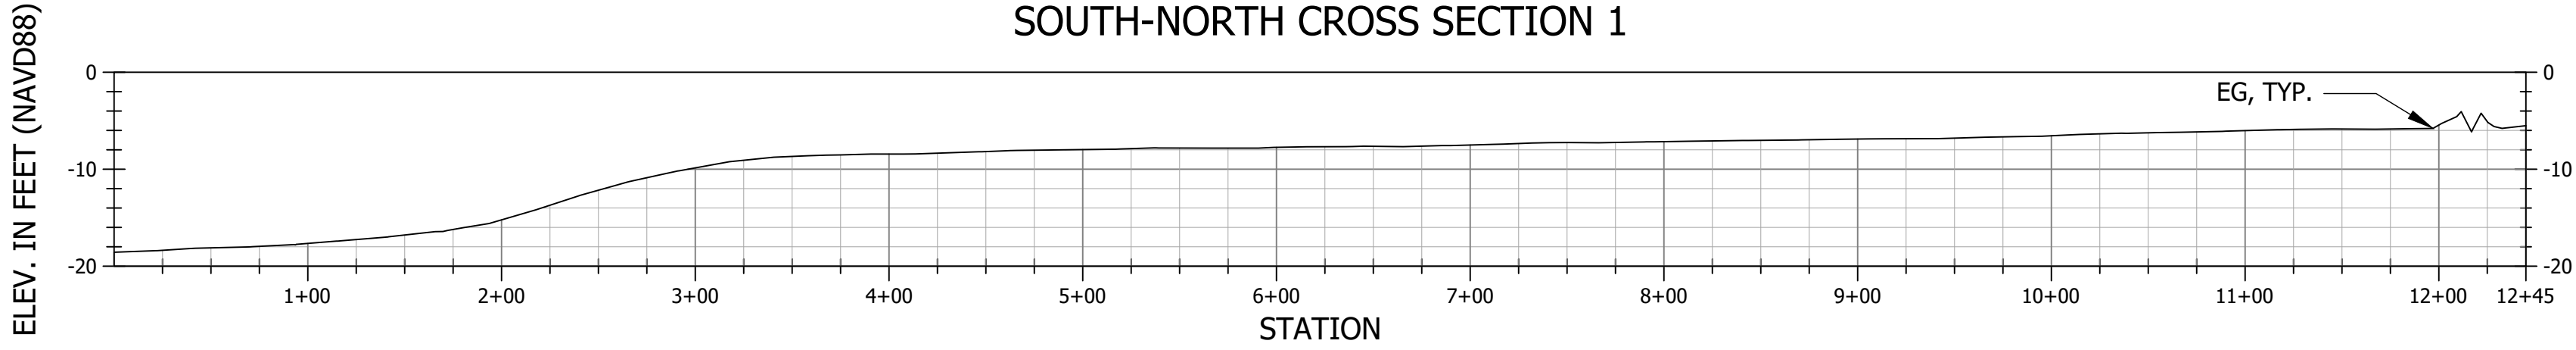 SOUTH-NORTH CROSS SECTION 1
ELEV. IN FEET (NAVD88)
0
0
EG, TYP.
-10
-10
-20
-20
1+00 2+00 3+00 4+00 5+00 6+00 7+00 8+00 9+00 10+00 11+00 12+00 12+45
STATION